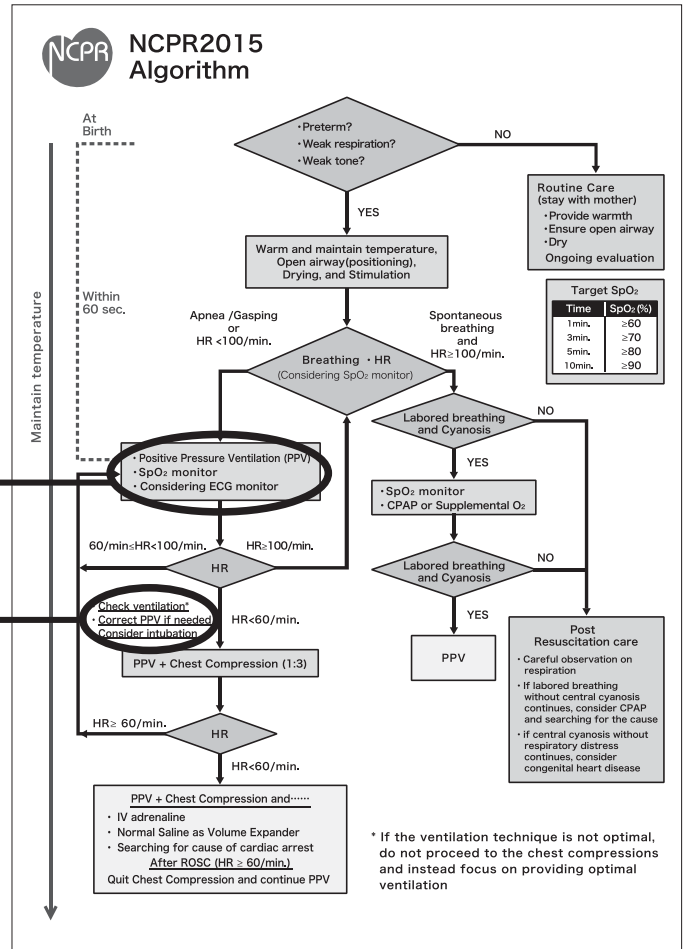 NCPR
NCPR2015
Algorithm
At
Birth
Within
60 sec.
Maintain temperature
・Preterm?
・Weak respiration?
・Weak tone?
NO
YES
Routine Care
(stay with mother)
・Provide warmth
・Ensure open airway
・Dry
Ongoing evaluation
Warm and maintain temperature,
Open airway(positioning),
Drying, and Stimulation
Target SpO₂
Time SpO₂(%)
1min. ≥60
3min. ≥70
5min. ≥80
10min. ≥90
Apnea /Gasping
or
HR <100/min.
Spontaneous
breathing
and
HR≥100/min.
Breathing ・HR
(Considering SpO₂ monitor)
Labored breathing
and Cyanosis
NO
YES
・Positive Pressure Ventilation (PPV)
・SpO₂ monitor
・Considering ECG monitor
・SpO₂ monitor
・CPAP or Supplemental O₂
60/min≤HR<100/min.
HR≥100/min.
HR
Labored breathing
and Cyanosis
NO
YES
・Check ventilation*
・Correct PPV if needed
・Consider intubation
HR<60/min.
PPV
PPV + Chest Compression (1:3)
Post
Resuscitation care
・Careful observation on
respiration
・If labored breathing
without central cyanosis
continues, consider CPAP
and searching for the cause
・if central cyanosis without
respiratory distress
continues, consider
congenital heart disease
HR≥ 60/min.
HR
HR<60/min.
PPV + Chest Compression and……
・ IV adrenaline
・ Normal Saline as Volume Expander
・ Searching for cause of cardiac arrest
After ROSC (HR ≥ 60/min.)
Quit Chest Compression and continue PPV
* If the ventilation technique is not optimal,
do not proceed to the chest compressions
and instead focus on providing optimal
ventilation